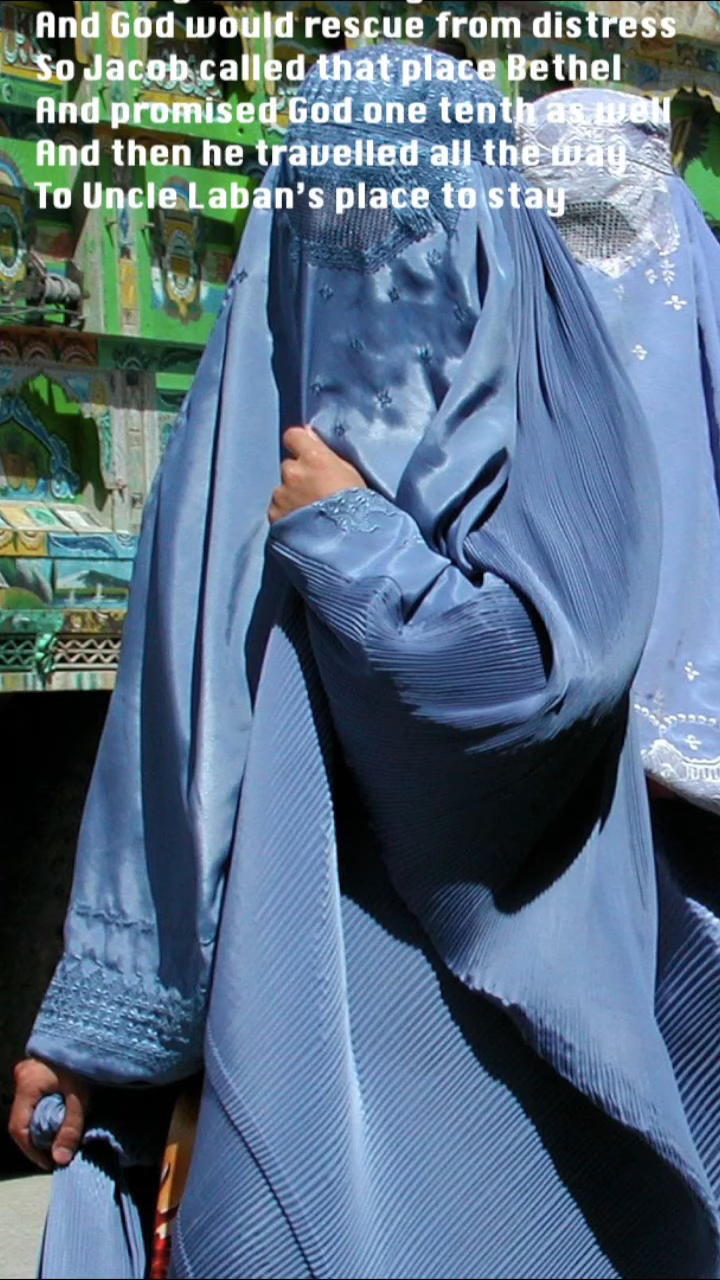 And God would rescue from distress
So Jacob called that place Bethel
And promised God one tenth as well
And then he travelled all the way
To Uncle Laban's place to stay